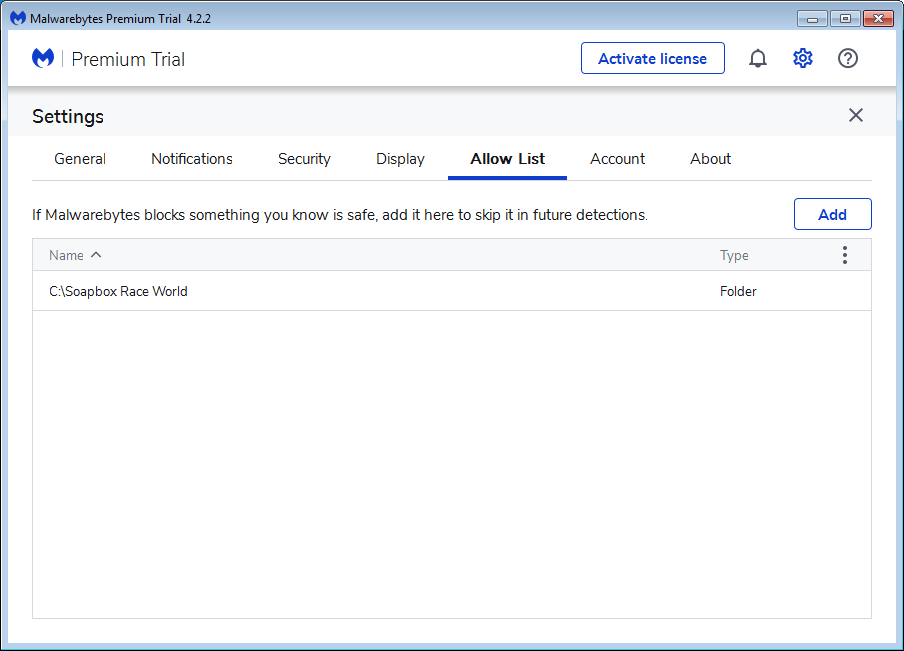 Malwarebytes Premium Trial 4.2.2
Premium Trial
Activate license
Settings
General Notifications Security Display Allow List Account About
If Malwarebytes blocks something you know is safe, add it here to skip it in future detections.
Add
Name Type
C:\Soapbox Race World Folder